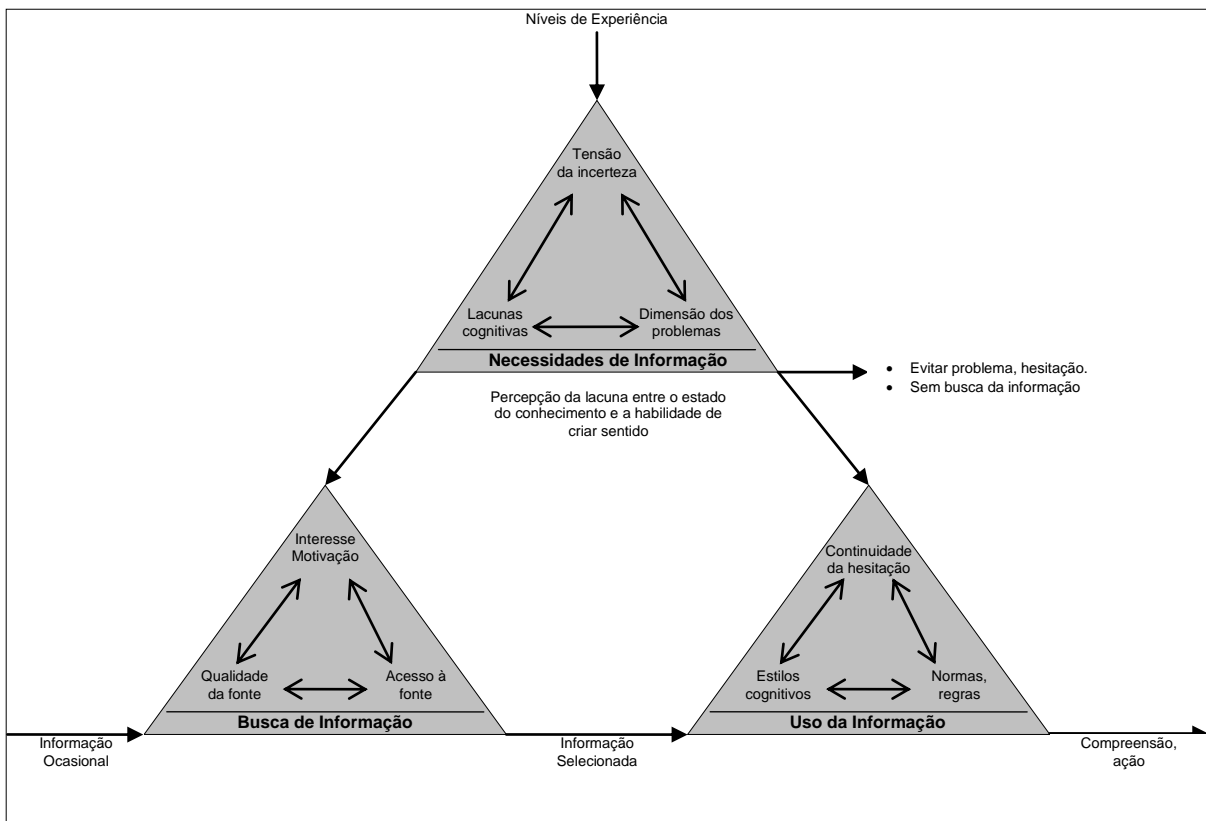 Níveis de Experiência
Tensão
da incerteza
Lacunas
cognitivas
Dimensão dos
problemas
Necessidades de Informação
• Evitar problema, hesitação.
• Sem busca da informação
Percepção da lacuna entre o estado
do conhecimento e a habilidade de
criar sentido
Interesse
Motivação
Qualidade
da fonte
Acesso à
fonte
Busca de Informação
Continuidade
da hesitação
Estilos
cognitivos
Normas,
regras
Uso da Informação
Informação
Ocasional
Informação
Selecionada
Compreensão,
ação